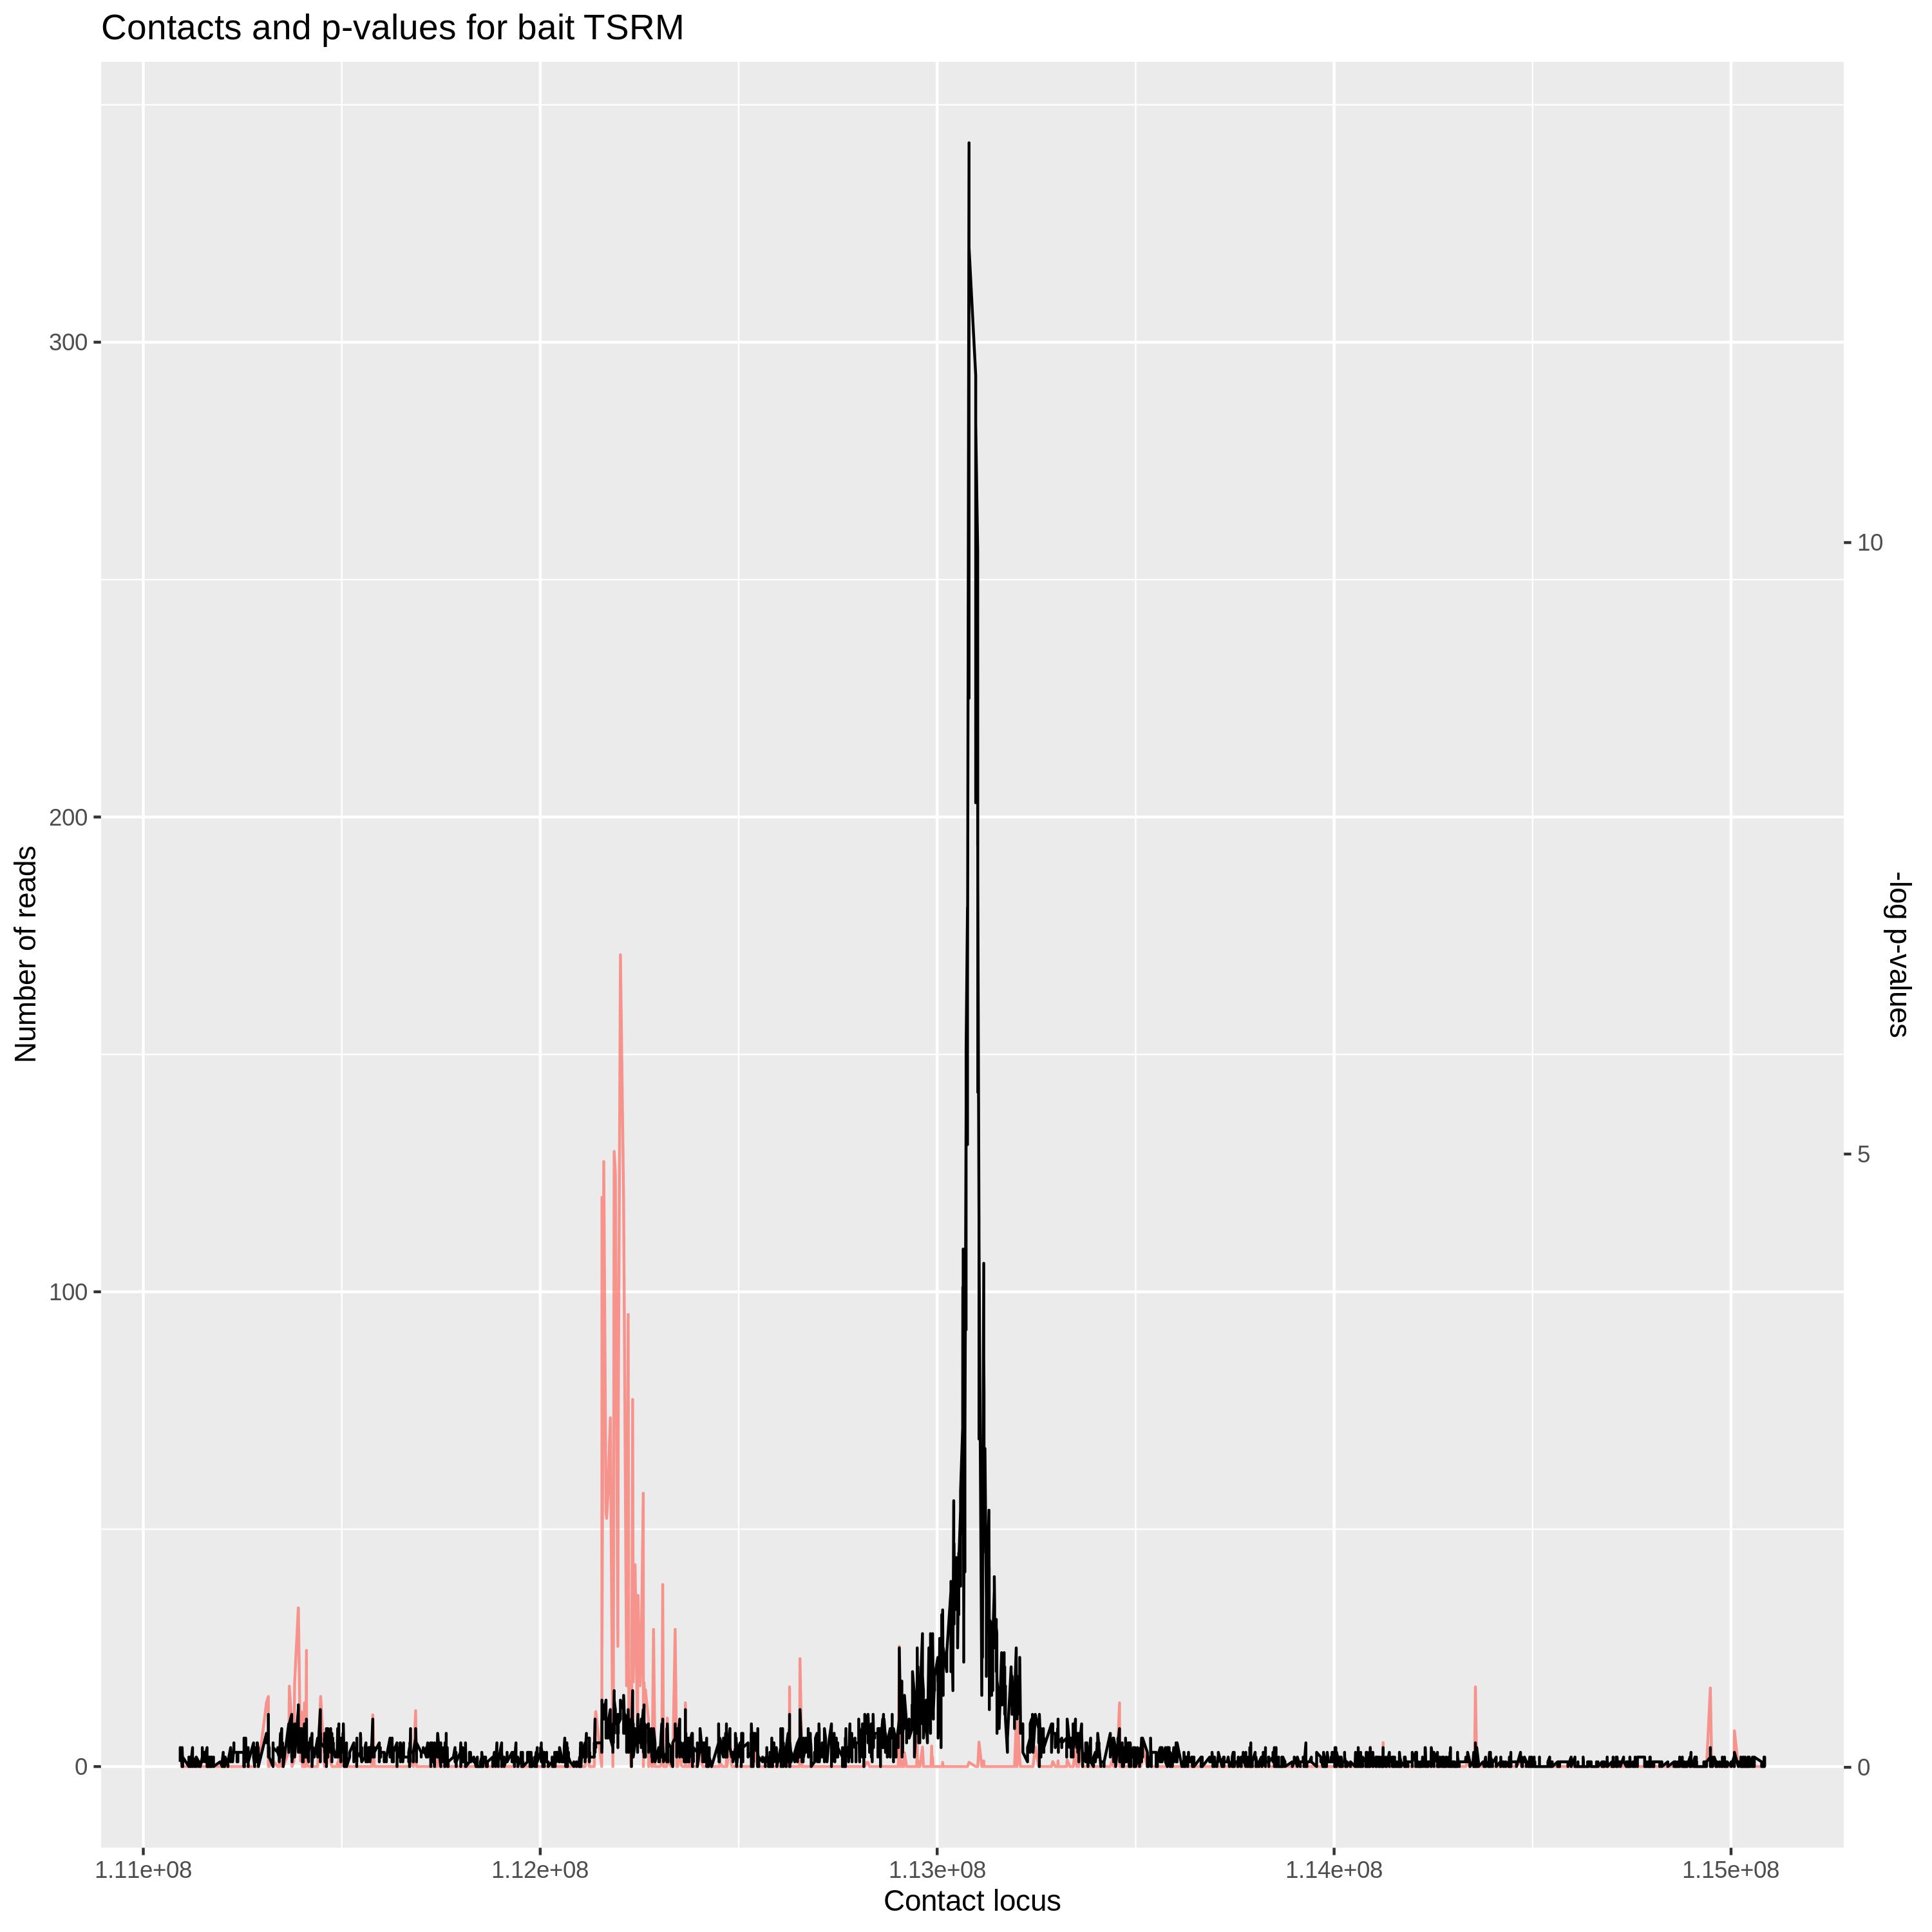 Contacts and p-values for bait TSRM
300
200
100
0
10
5
0
Number of reads
-log p-values
1.11e+08
1.12e+08
1.13e+08
1.14e+08
1.15e+08
Contact locus